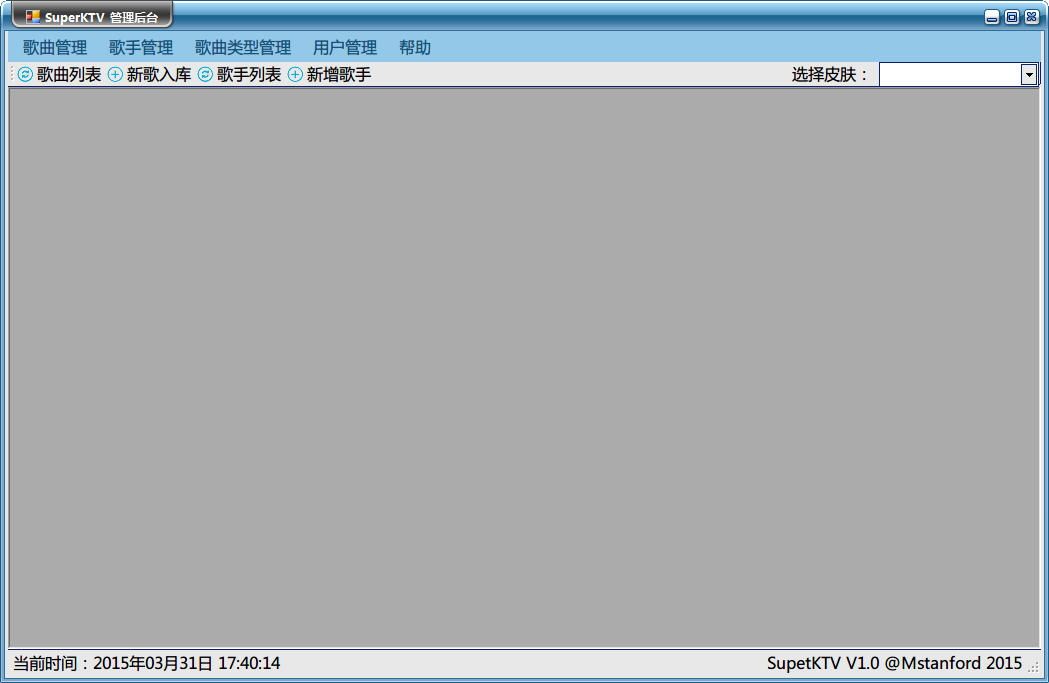 SuperKTV 管理后台
歌曲管理 歌手管理 歌曲类型管理 用户管理 帮助
歌曲列表 新歌入库 歌手列表 新增歌手 选择皮肤：
当前时间：2015年03月31日 17:40:14 SupetKTV V1.0 @Mstanford 2015